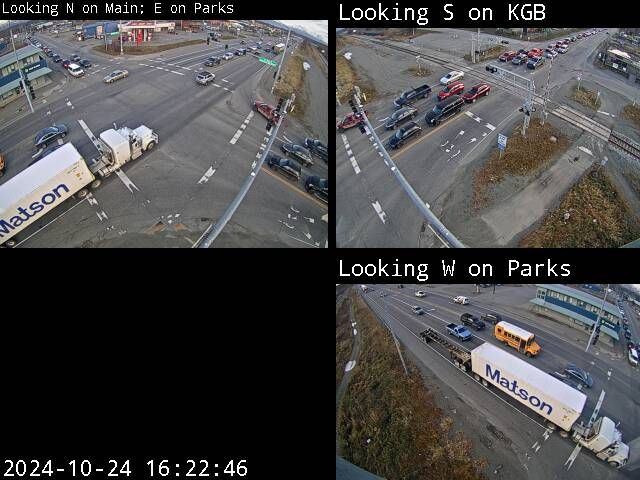 Looking N on Main; E on Parks
Looking S on KGB
Matson
Looking W on Parks
Matson
2024-10-24 16:22:46